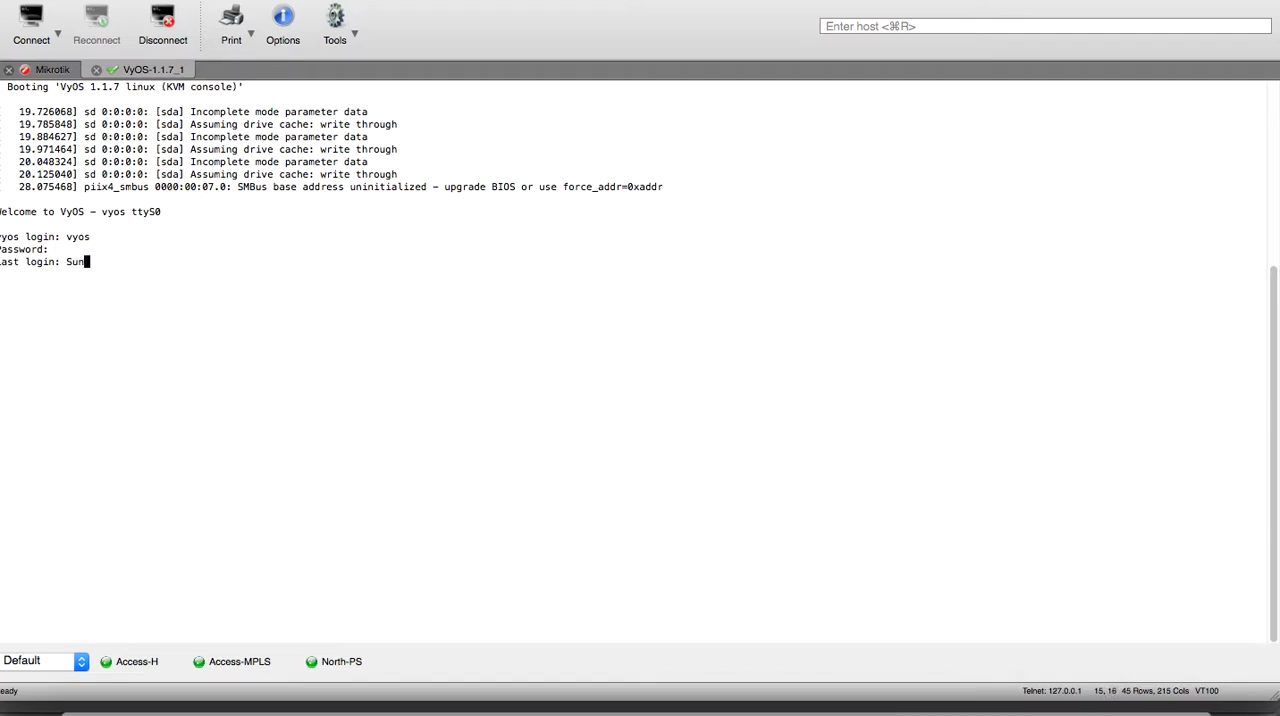 Connect
Reconnect
Disconnect
Print
Options
Tools
Enter host <⌘R>
Mikrotik
VyOS-1.1.7_1
Booting 'VyOS 1.1.7 linux (KVM console)'
19.726068] sd 0:0:0:0: [sda] Incomplete mode parameter data
19.785848] sd 0:0:0:0: [sda] Assuming drive cache: write through
19.884627] sd 0:0:0:0: [sda] Incomplete mode parameter data
19.971464] sd 0:0:0:0: [sda] Assuming drive cache: write through
20.048324] sd 0:0:0:0: [sda] Incomplete mode parameter data
20.125040] sd 0:0:0:0: [sda] Assuming drive cache: write through
28.075468] piix4_smbus 0000:00:07.0: SMBus base address uninitialized - upgrade BIOS or use force_addr=0xaddr
elcome to VyOS - vyos ttyS0
vyos login: vyos
Password:
ast login: Sun
Default
Access-H
Access-MPLS
North-PS
eady
Telnet: 127.0.0.1
15, 16
45 Rows, 215 Cols
VT100